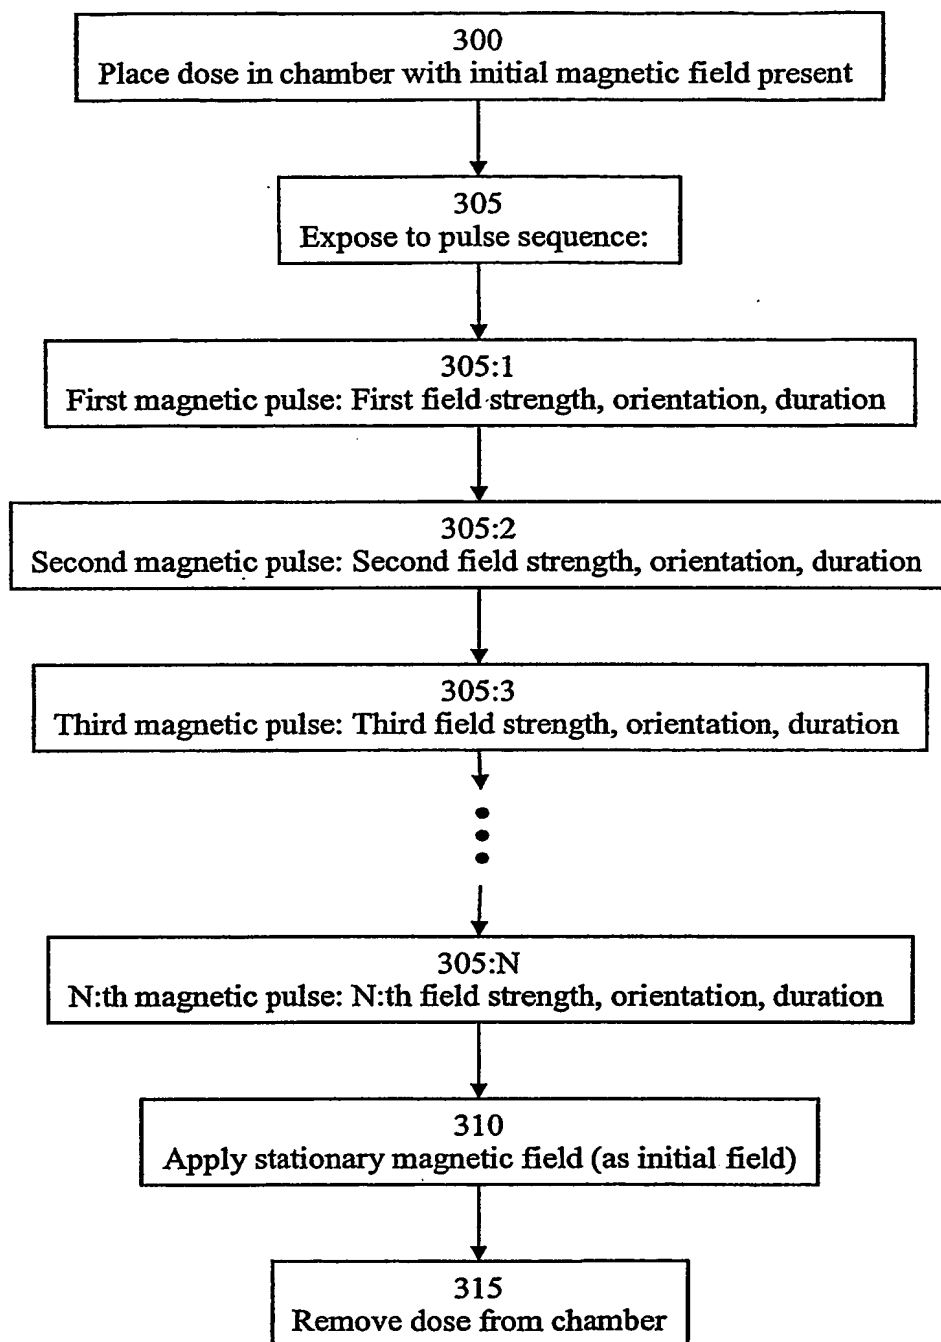 300
Place dose in chamber with initial magnetic field present
305
Expose to pulse sequence:
305:1
First magnetic pulse: First field strength, orientation, duration
305:2
Second magnetic pulse: Second field strength, orientation, duration
305:3
Third magnetic pulse: Third field strength, orientation, duration
305:N
N:th magnetic pulse: N:th field strength, orientation, duration
310
Apply stationary magnetic field (as initial field)
315
Remove dose from chamber